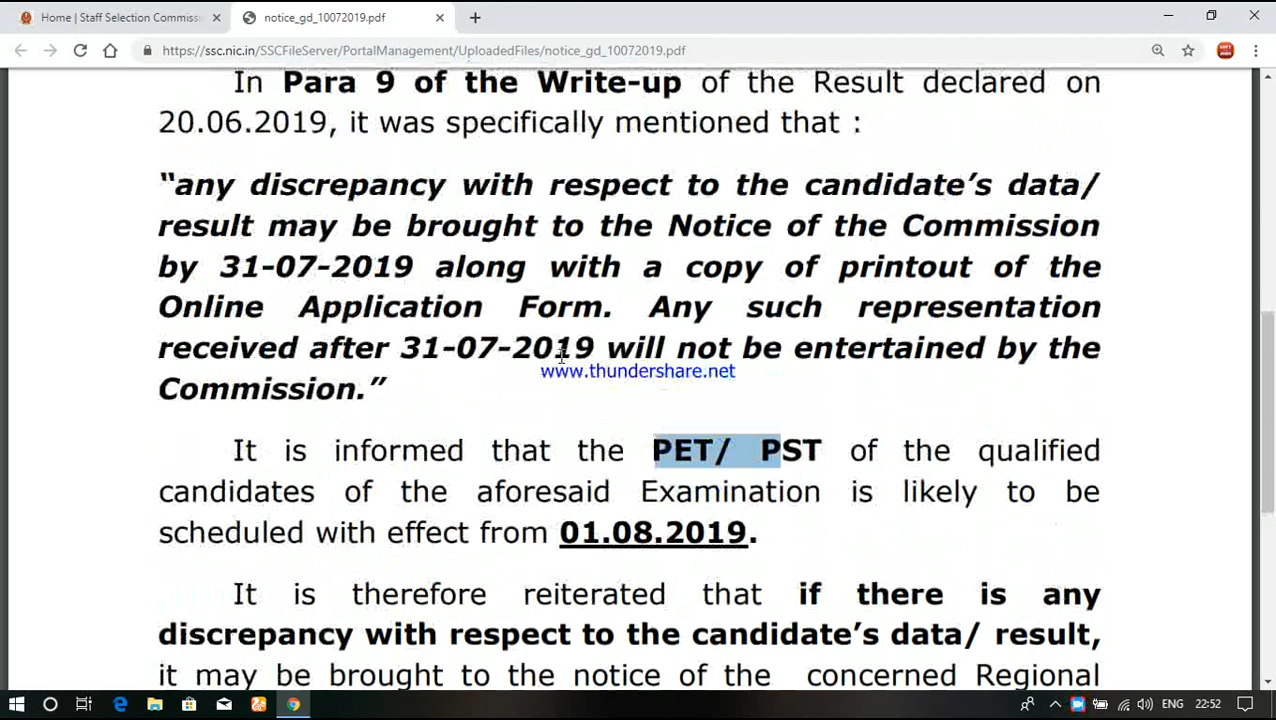 Home | Staff Selection Commissi
notice_gd_10072019.pdf
https://ssc.nic.in/SSCFileServer/PortalManagement/UploadedFiles/notice_gd_10072019.pdf
In Para 9 of the Write-up of the Result declared on
20.06.2019, it was specifically mentioned that :
“any discrepancy with respect to the candidate’s data/
result may be brought to the Notice of the Commission
by 31-07-2019 along with a copy of printout of the
Online Application Form. Any such representation
received after 31-07-2019 will not be entertained by the
www.thundershare.net
Commission.”
It is informed that the PET/ PST of the qualified
candidates of the aforesaid Examination is likely to be
scheduled with effect from 01.08.2019.
It is therefore reiterated that if there is any
discrepancy with respect to the candidate’s data/ result,
it may be brought to the notice of the concerned Regional
ENG 22:52